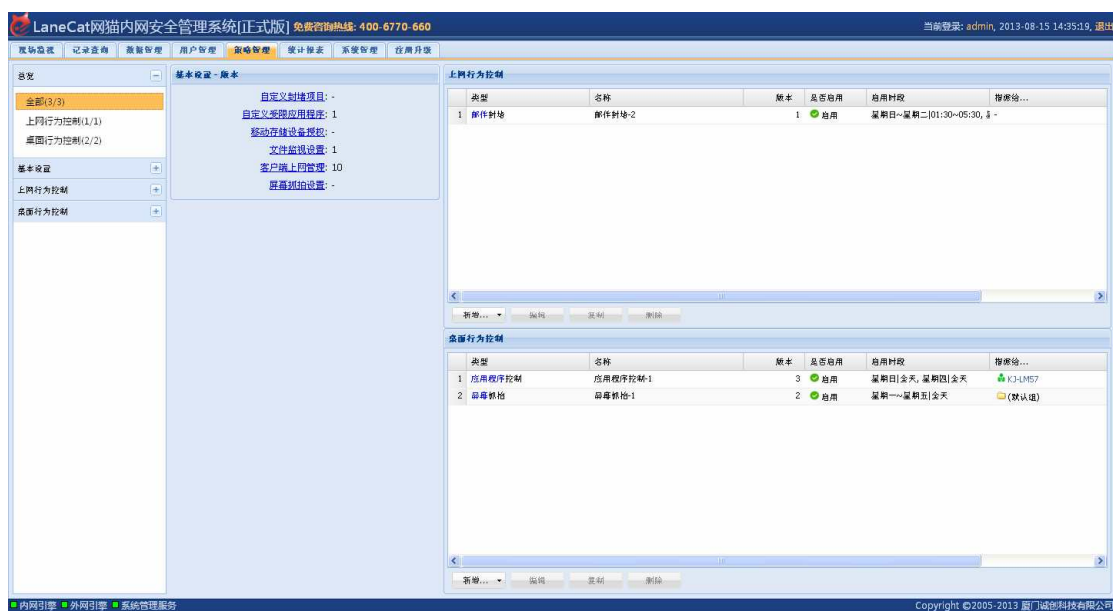 LaneCat网猫内网安全管理系统[正式版] 免费咨询热线: 400-6770-660
当前登录: admin, 2013-08-15 14:35:19, 退出
现场监视 记录查询 数据管理 用户管理 策略管理 统计报表 系统管理 在线升级
总览
全部(3/3)
上网行为控制(1/1)
桌面行为控制(2/2)
基本设置
上网行为控制
桌面行为控制
基本设置 - 版本
自定义封堵项目: -
自定义受限应用程序: 1
移动存储设备授权: -
文件监视设置: 1
客户端上网管理: 10
屏幕抓拍设置: -
上网行为控制
类型 名称 版本 是否启用 启用时段 指派给...
1 邮件封堵 邮件封堵-2 1 启用 星期日~星期二|01:30~05:30, -
新增... 编辑 复制 删除
桌面行为控制
类型 名称 版本 是否启用 启用时段 指派给...
1 应用程序控制 应用程序控制-1 3 启用 星期日|全天, 星期四|全天 KJ-LM57
2 屏幕抓拍 屏幕抓拍-1 2 启用 星期一~星期五|全天 (默认组)
新增... 编辑 复制 删除
内网引擎 外网引擎 系统管理服务
Copyright ©2005-2013 厦门诚创科技有限公司